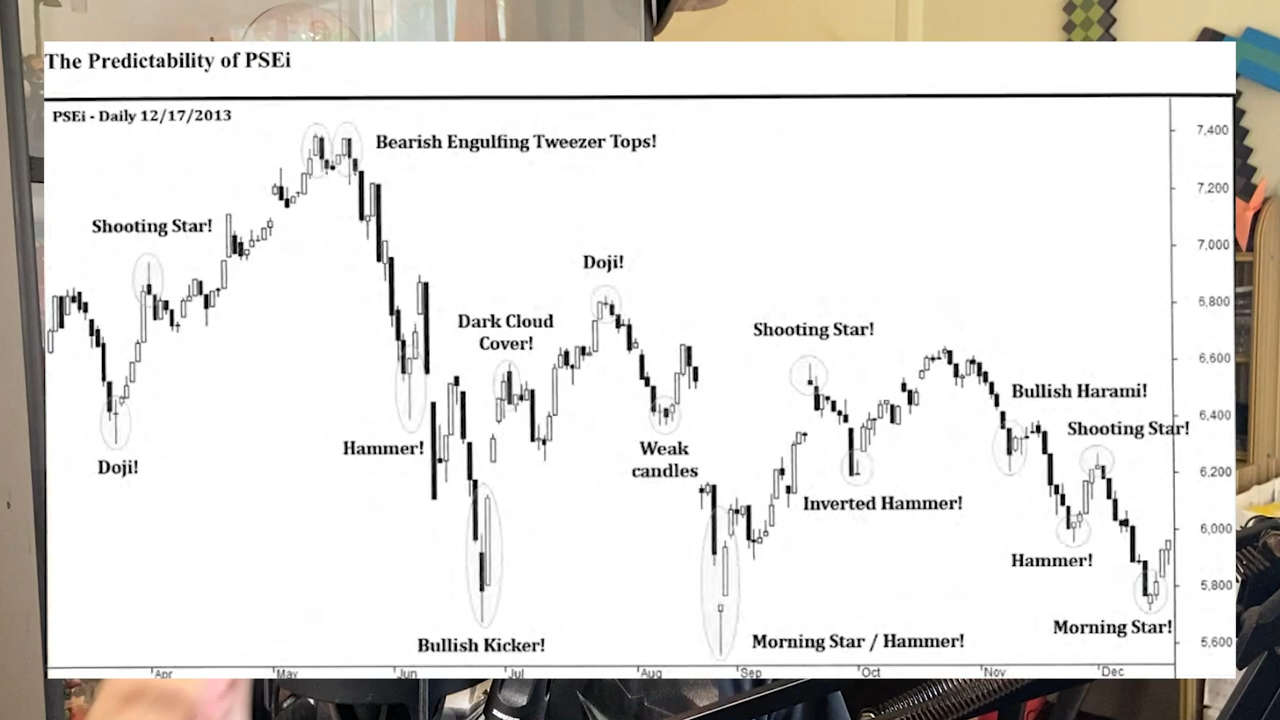 The Predictability of PSEi
PSEi - Daily 12/17/2013
Bearish Engulfing Tweezer Tops!
Shooting Star!
Doji!
Dark Cloud
Cover!
Shooting Star!
Bullish Harami!
Shooting Star!
Hammer!
Weak
candles
Doji!
Inverted Hammer!
Hammer!
Morning Star!
Bullish Kicker!
Morning Star / Hammer!
7,400
7,200
7,000
6,800
6,600
6,400
6,200
6,000
5,800
5,600
Apr
May
Jun
Jul
Aug
Sep
Oct
Nov
Dec